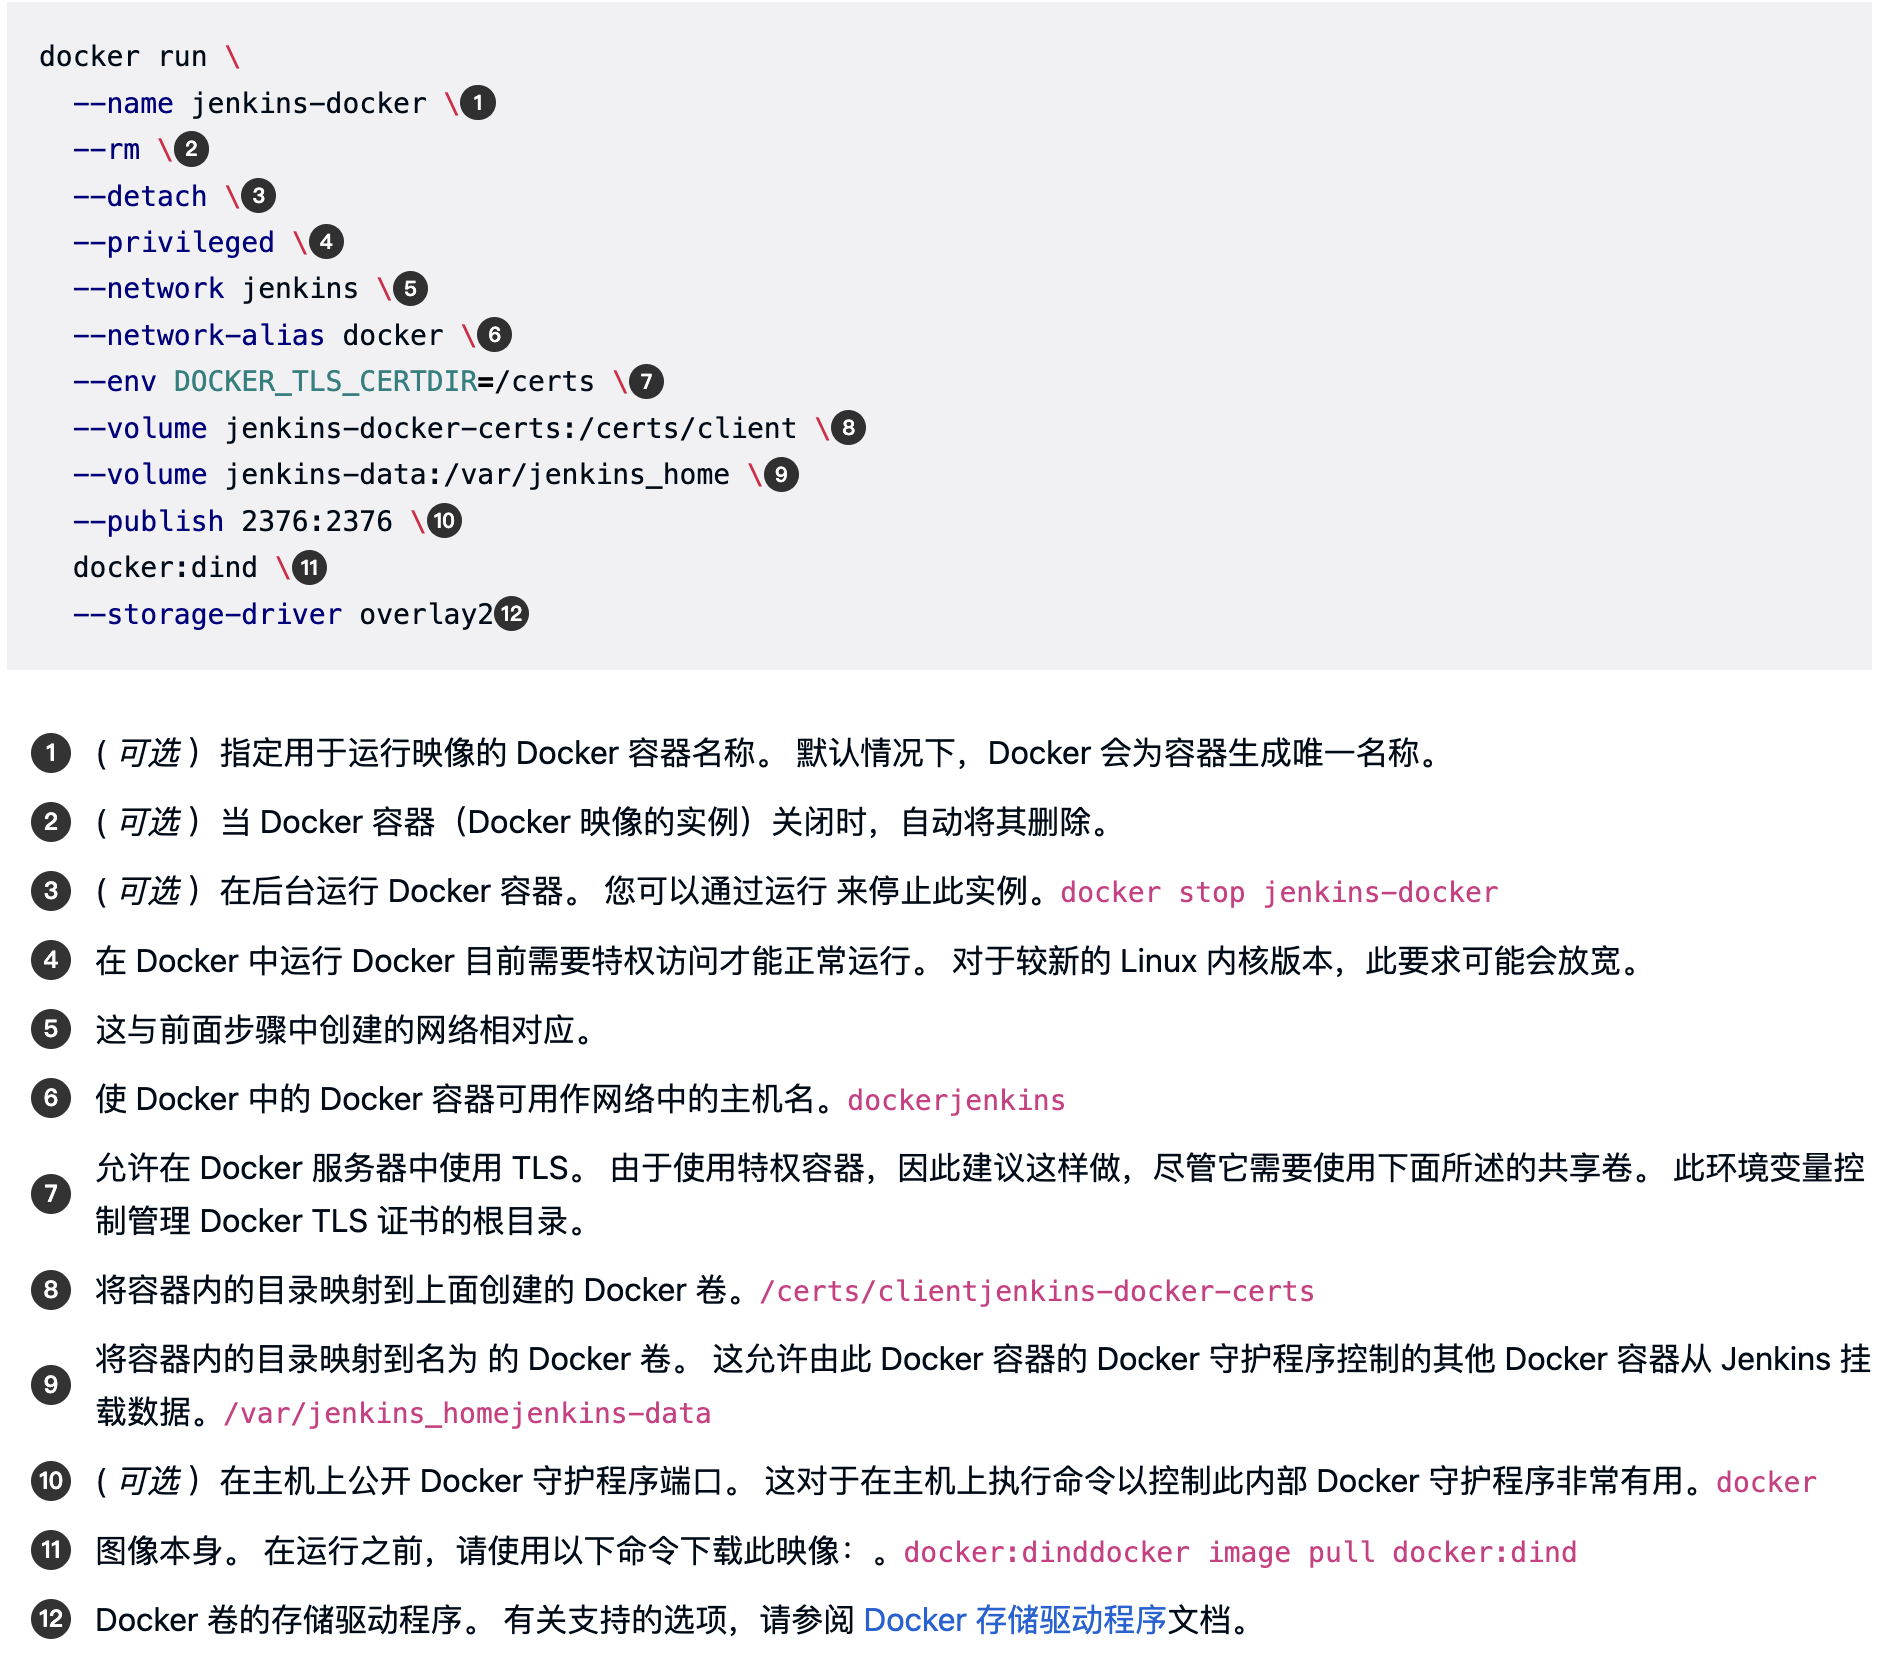 docker run \
--name jenkins-docker \1
--rm \2
--detach \3
--privileged \4
--network jenkins \5
--network-alias docker \6
--env DOCKER_TLS_CERTDIR=/certs \7
--volume jenkins-docker-certs:/certs/client \8
--volume jenkins-data:/var/jenkins_home \9
--publish 2376:2376 \10
docker:dind \11
--storage-driver overlay2 12
1 ( 可选 ）指定用于运行映像的 Docker 容器名称。 默认情况下，Docker 会为容器生成唯一名称。
2 ( 可选 ）当 Docker 容器（Docker 映像的实例）关闭时，自动将其删除。
3 ( 可选 ）在后台运行 Docker 容器。 您可以通过运行 来停止此实例。docker stop jenkins-docker
4 在 Docker 中运行 Docker 目前需要特权访问才能正常运行。 对于较新的 Linux 内核版本，此要求可能会放宽。
5 这与前面步骤中创建的网络相对应。
6 使 Docker 中的 Docker 容器可用作网络中的主机名。dockerjenkins
7 允许在 Docker 服务器中使用 TLS。 由于使用特权容器，因此建议这样做，尽管它需要使用下面所述的共享卷。 此环境变量控
制管理 Docker TLS 证书的根目录。
8 将容器内的目录映射到上面创建的 Docker 卷。/certs/clientjenkins-docker-certs
9 将容器内的目录映射到名为 的 Docker 卷。 这允许由此 Docker 容器的 Docker 守护程序控制的其他 Docker 容器从 Jenkins 挂
载数据。/var/jenkins_homejenkins-data
10 ( 可选 ）在主机上公开 Docker 守护程序端口。 这对于在主机上执行命令以控制此内部 Docker 守护程序非常有用。docker
11 图像本身。 在运行之前，请使用以下命令下载此映像： 。docker:dinddocker image pull docker:dind
12 Docker 卷的存储驱动程序。 有关支持的选项，请参阅 Docker 存储驱动程序文档。